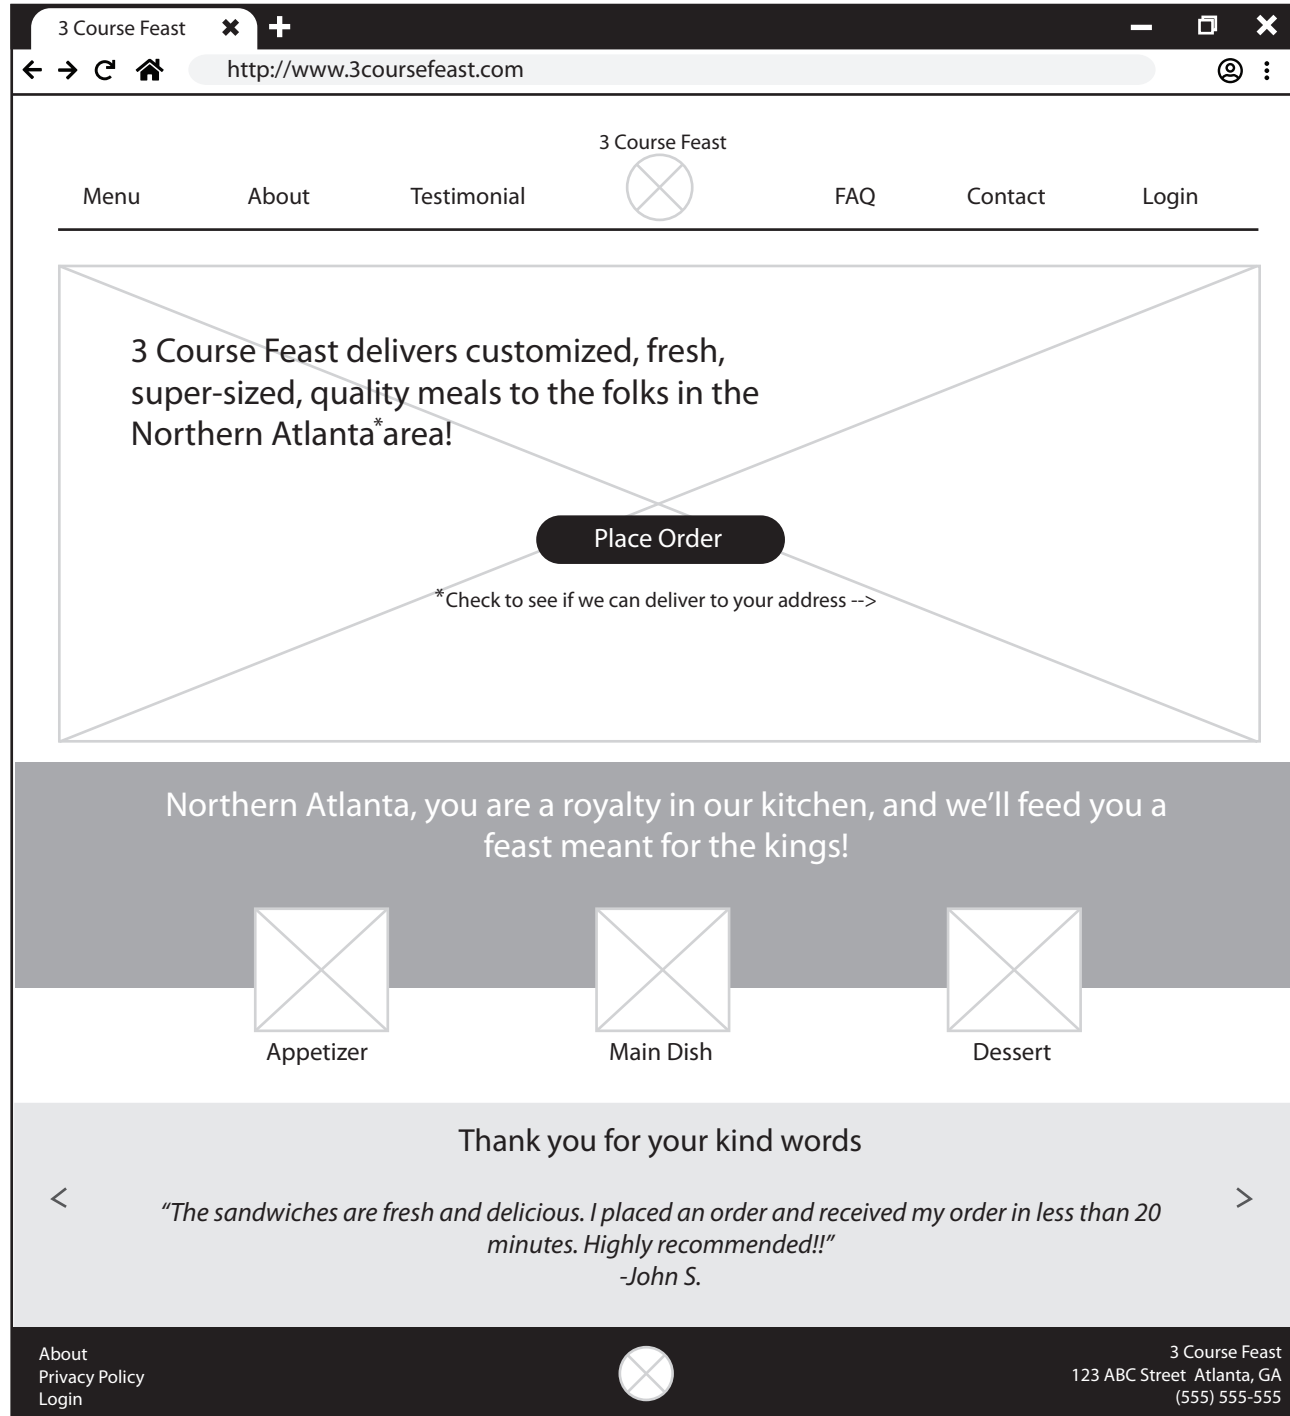 3 Course Feast
http://www.3coursefeast.com
3 Course Feast
Menu About Testimonial FAQ Contact Login
3 Course Feast delivers customized, fresh,
super-sized, quality meals to the folks in the
Northern Atlanta*area!
Place Order
*Check to see if we can deliver to your address -->
Northern Atlanta, you are a royalty in our kitchen, and we’ll feed you a
feast meant for the kings!
Appetizer Main Dish Dessert
Thank you for your kind words
< >
“The sandwiches are fresh and delicious. I placed an order and received my order in less than 20
minutes. Highly recommended!!”
-John S.
About
Privacy Policy
Login
3 Course Feast
123 ABC Street Atlanta, GA
(555) 555-555